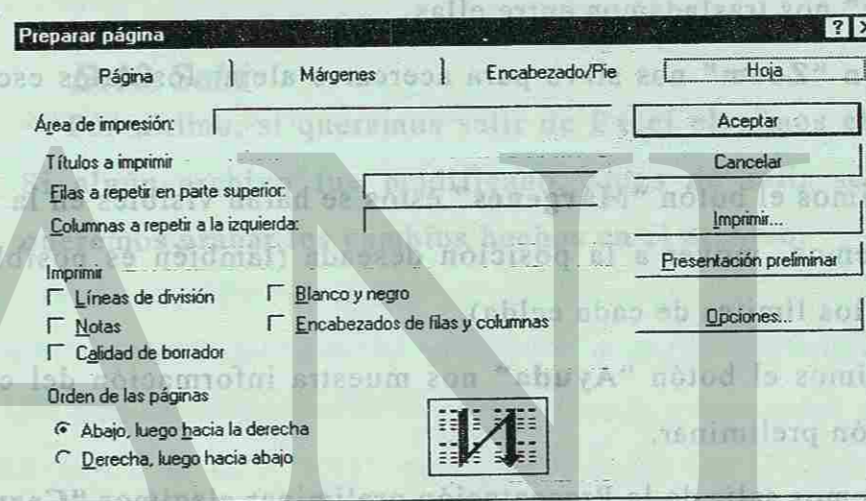 Preparar página
Página Márgenes Encabezado/Pie Hoja
Área de impresión: Aceptar
Títulos a imprimir Cancelar
Filas a repetir en parte superior:
Columnas a repetir a la izquierda: Imprimir...
Imprimir Presentación preliminar
Líneas de división Blanco y negro
Notas Encabezados de filas y columnas Opciones...
Calidad de borrador
Orden de las páginas
Abajo, luego hacia la derecha
Derecha, luego hacia abajo